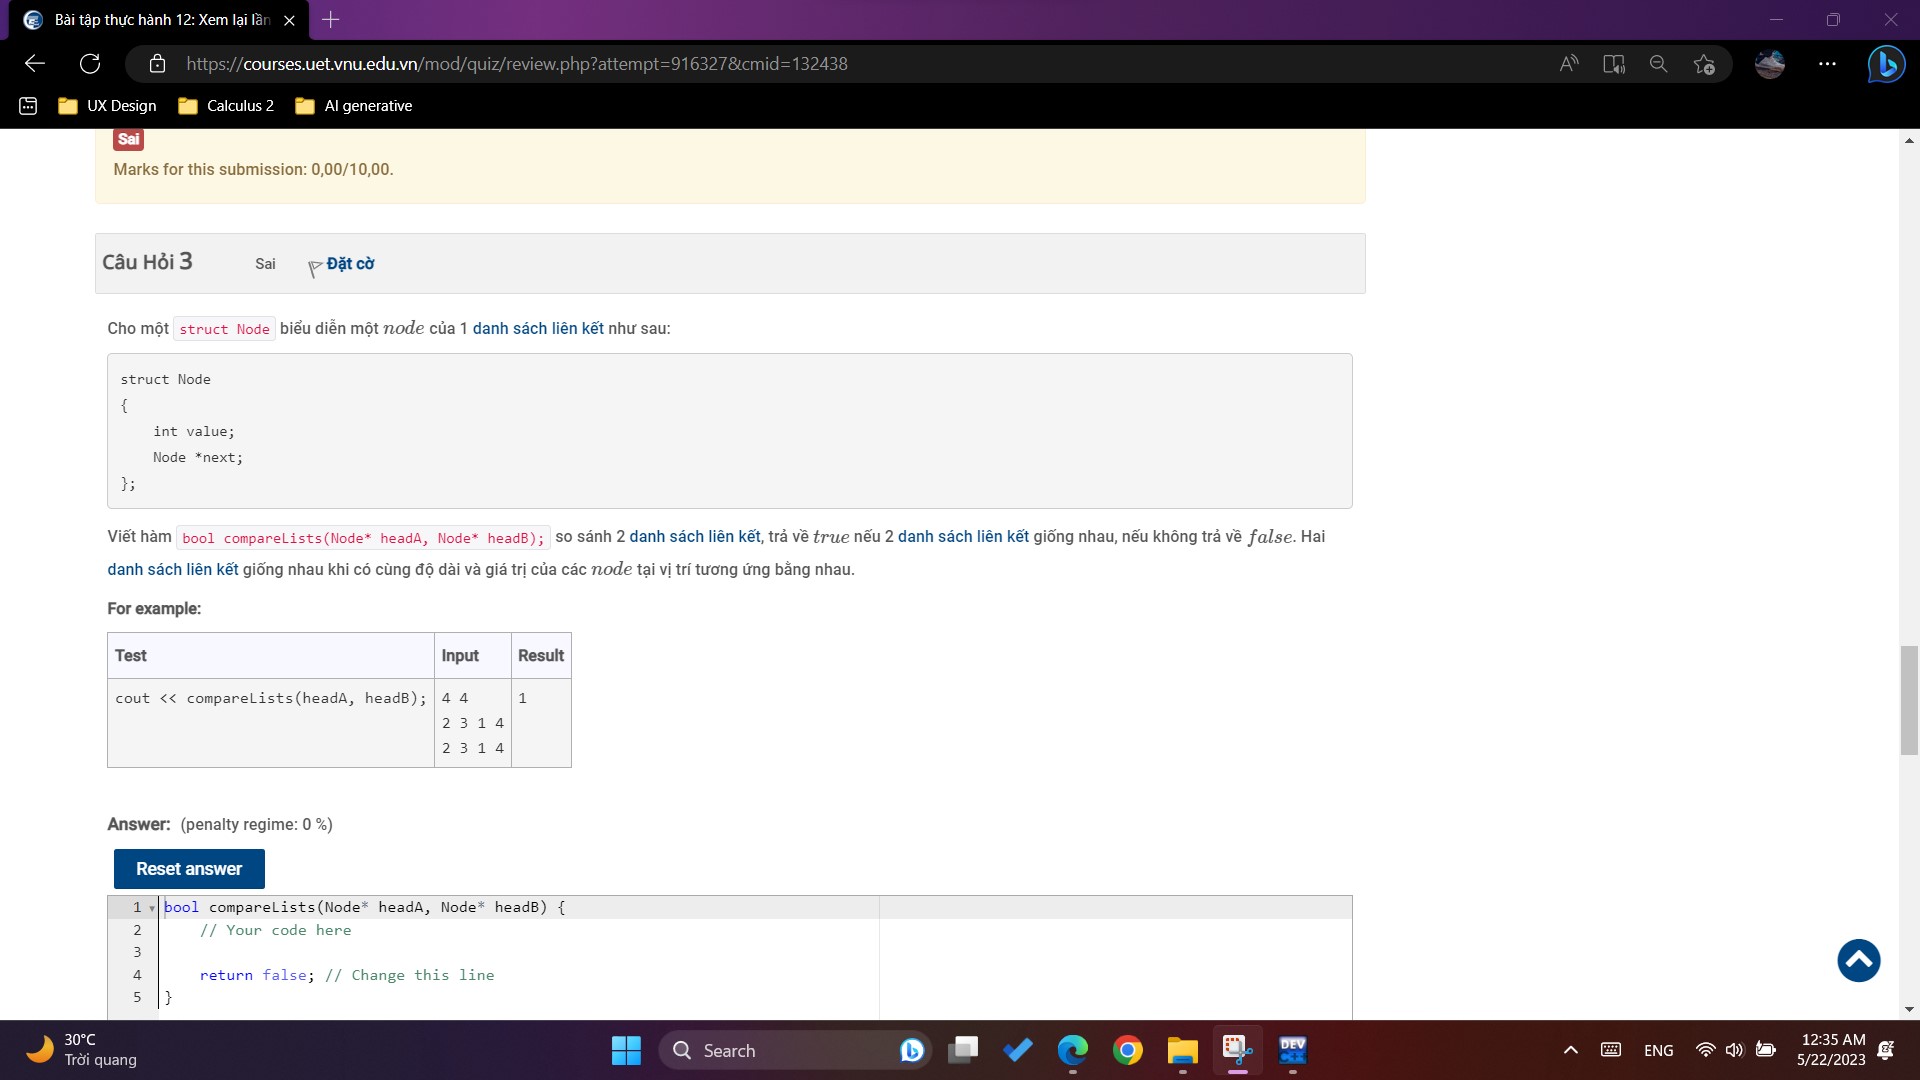 Bài tập thực hành 12: Xem lại lần
https://courses.uet.vnu.edu.vn/mod/quiz/review.php?attempt=916327&cmid=132438
UX Design
Calculus 2
AI generative
Sai
Marks for this submission: 0,00/10,00.
Câu Hỏi 3
Sai
Đặt cờ
Cho một struct Node biểu diễn một node của 1 danh sách liên kết như sau:
struct Node
{
int value;
Node *next;
};
Viết hàm bool compareLists(Node* headA, Node* headB); so sánh 2 danh sách liên kết, trả về true nếu 2 danh sách liên kết giống nhau, nếu không trả về false. Hai
danh sách liên kết giống nhau khi có cùng độ dài và giá trị của các node tại vị trí tương ứng bằng nhau.
For example:
Test Input Result
cout << compareLists(headA, headB); 4 4 1
2 3 1 4
2 3 1 4
Answer: (penalty regime: 0 %)
Reset answer
1 bool compareLists(Node* headA, Node* headB) {
2 // Your code here
3
4 return false; // Change this line
5 }
30°C
Trời quang
Search
DEV
ENG
12:35 AM
5/22/2023